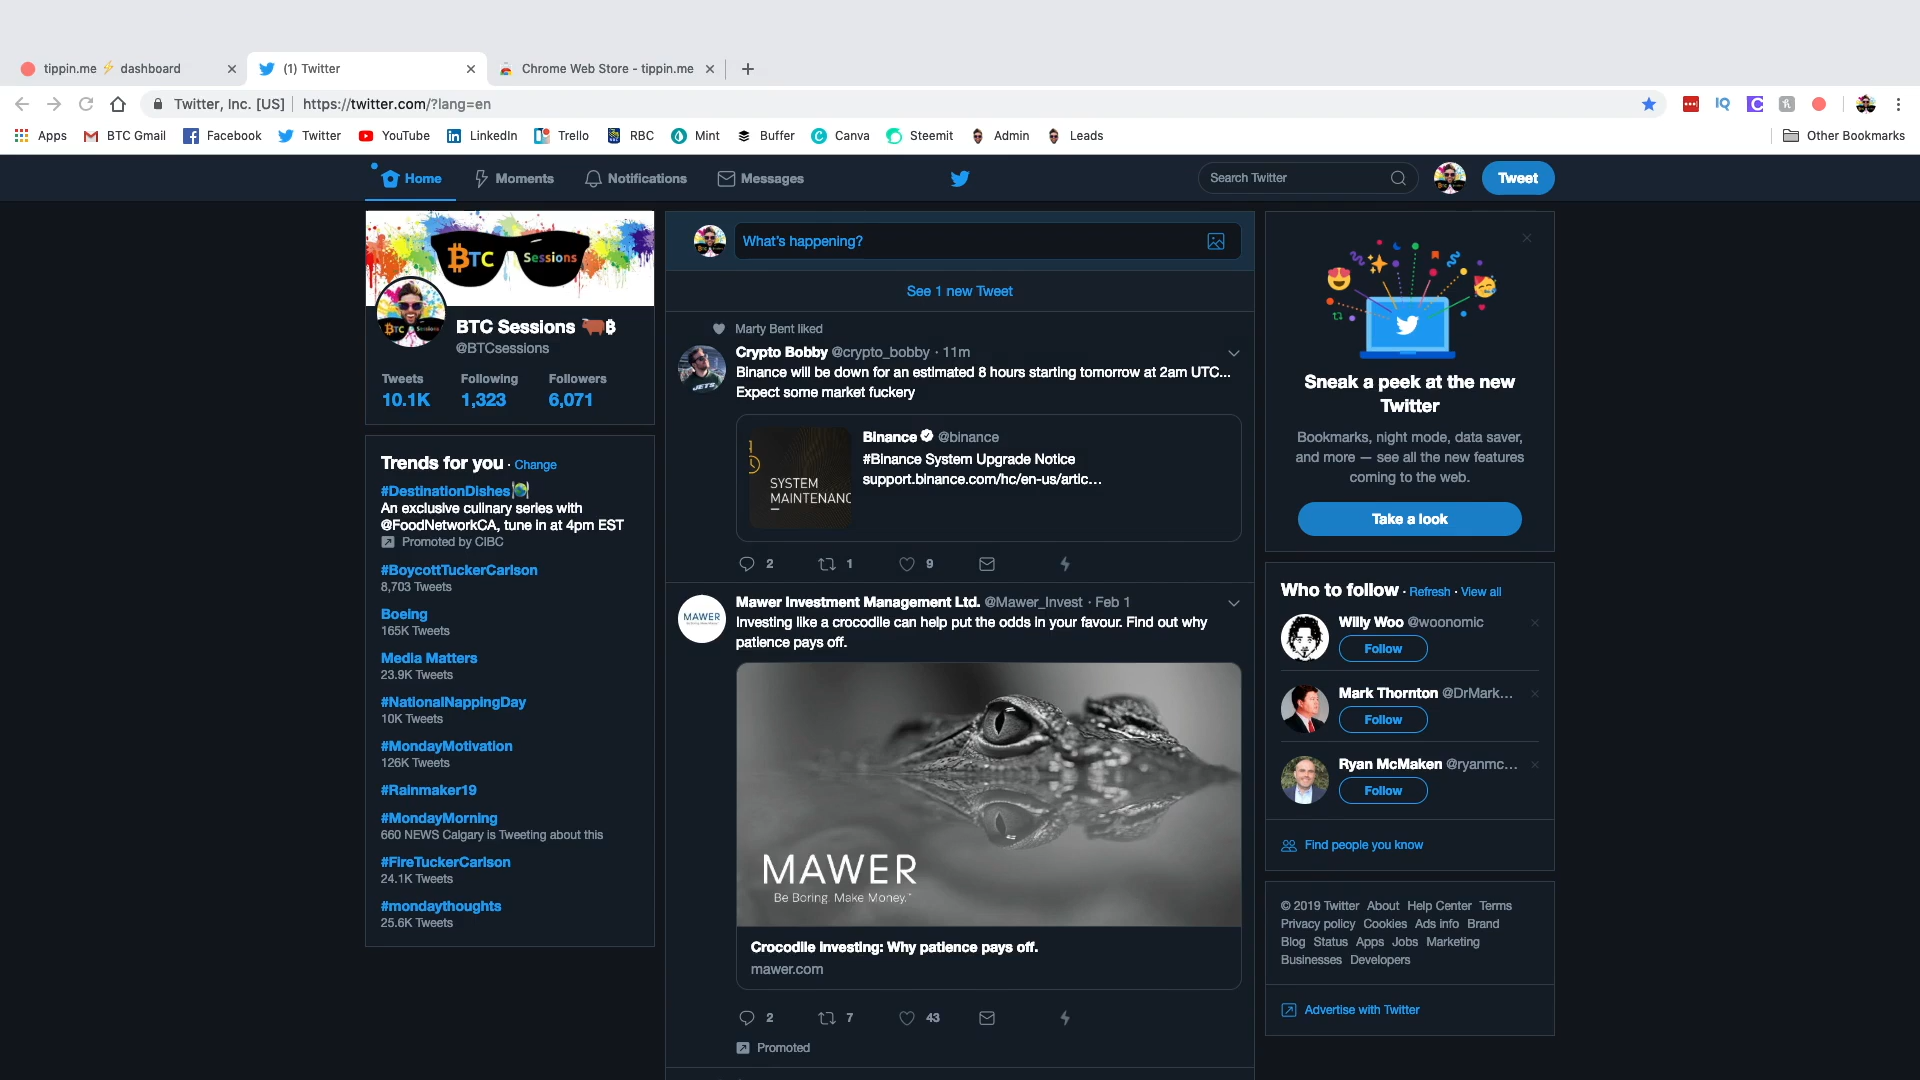 tippin.me ⚡ dashboard
(1) Twitter
Chrome Web Store - tippin.me
Twitter, Inc. [US]
https://twitter.com/?lang=en
Apps
BTC Gmail
Facebook
Twitter
YouTube
LinkedIn
Trello
RBC
Mint
Buffer
Canva
Steemit
Admin
Leads
Other Bookmarks
Home
Moments
Notifications
Messages
Search Twitter
Tweet
BTC Sessions
BTC Sessions
@BTCsessions
Tweets
10.1K
Following
1,323
Followers
6,071
Trends for you · Change
#DestinationDishes
An exclusive culinary series with
@FoodNetworkCA, tune in at 4pm EST
Promoted by CIBC
#BoycottTuckerCarlson
8,703 Tweets
Boeing
165K Tweets
Media Matters
23.9K Tweets
#NationalNappingDay
10K Tweets
#MondayMotivation
126K Tweets
#Rainmaker19
#MondayMorning
660 NEWS Calgary is Tweeting about this
#FireTuckerCarlson
24.1K Tweets
#mondaythoughts
25.6K Tweets
What's happening?
See 1 new Tweet
Marty Bent liked
Crypto Bobby @crypto_bobby · 11m
Binance will be down for an estimated 8 hours starting tomorrow at 2am UTC...
Expect some market fuckery
SYSTEM
MAINTENANC
Binance @binance
#Binance System Upgrade Notice
support.binance.com/hc/en-us/artic...
2
1
9
MAWER
Mawer Investment Management Ltd. @Mawer_Invest · Feb 1
Investing like a crocodile can help put the odds in your favour. Find out why
patience pays off.
MAWER
Be Boring. Make Money.™
Crocodile investing: Why patience pays off.
mawer.com
2
7
43
Promoted
Sneak a peek at the new
Twitter
Bookmarks, night mode, data saver,
and more — see all the new features
coming to the web.
Take a look
Who to follow · Refresh · View all
Willy Woo @woonomic
Follow
Mark Thornton @DrMark...
Follow
Ryan McMaken @ryanmc...
Follow
Find people you know
© 2019 Twitter About Help Center Terms
Privacy policy Cookies Ads info Brand
Blog Status Apps Jobs Marketing
Businesses Developers
Advertise with Twitter